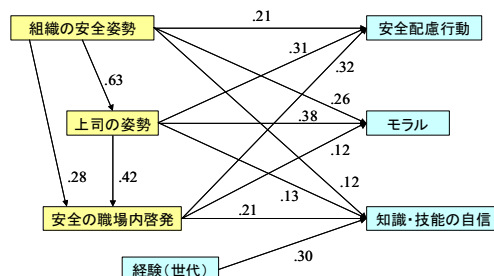 組織の安全姿勢
.21
安全配慮行動
.31
.32
.63
.26
上司の姿勢
.38
モラル
.12
.28
.42
.12
.13
安全の職場内啓発
.21
知識・技能の自信
.30
経験(世代)